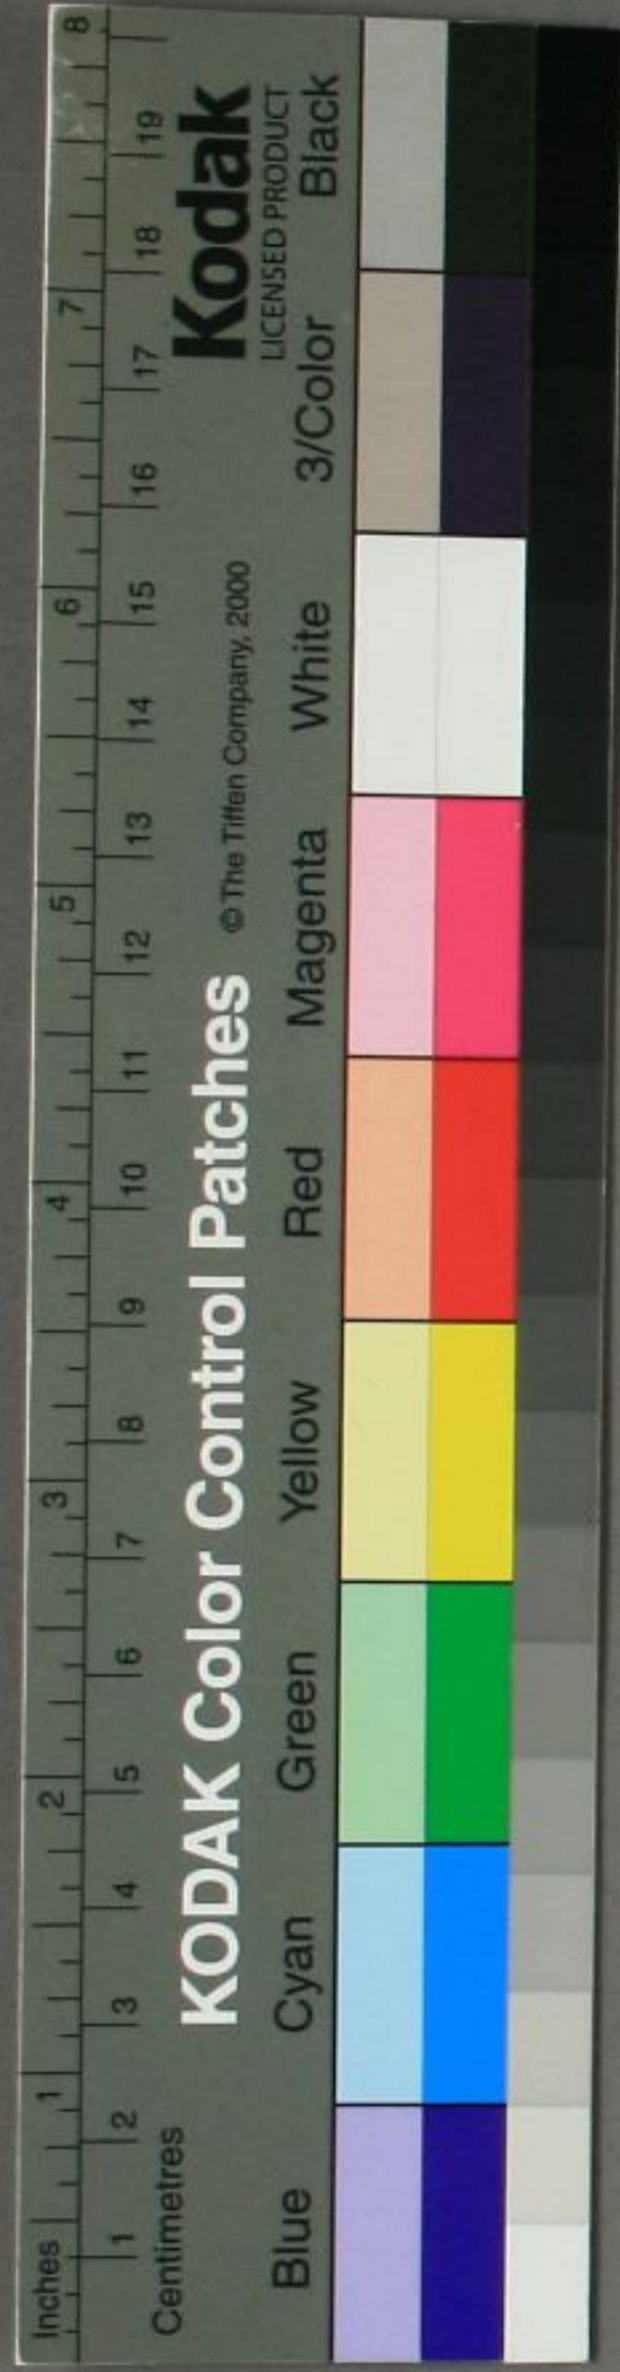 Inches 1 2 3 4 5 6 7 8
1 2 3 4 5 6 7 8 9 10 11 12 13 14 15 16 17 18 19
Centimetres
KODAK Color Control Patches © The Tiffen Company, 2000 Kodak
LICENSED PRODUCT
Blue Cyan Green Yellow Red Magenta White 3/Color Black